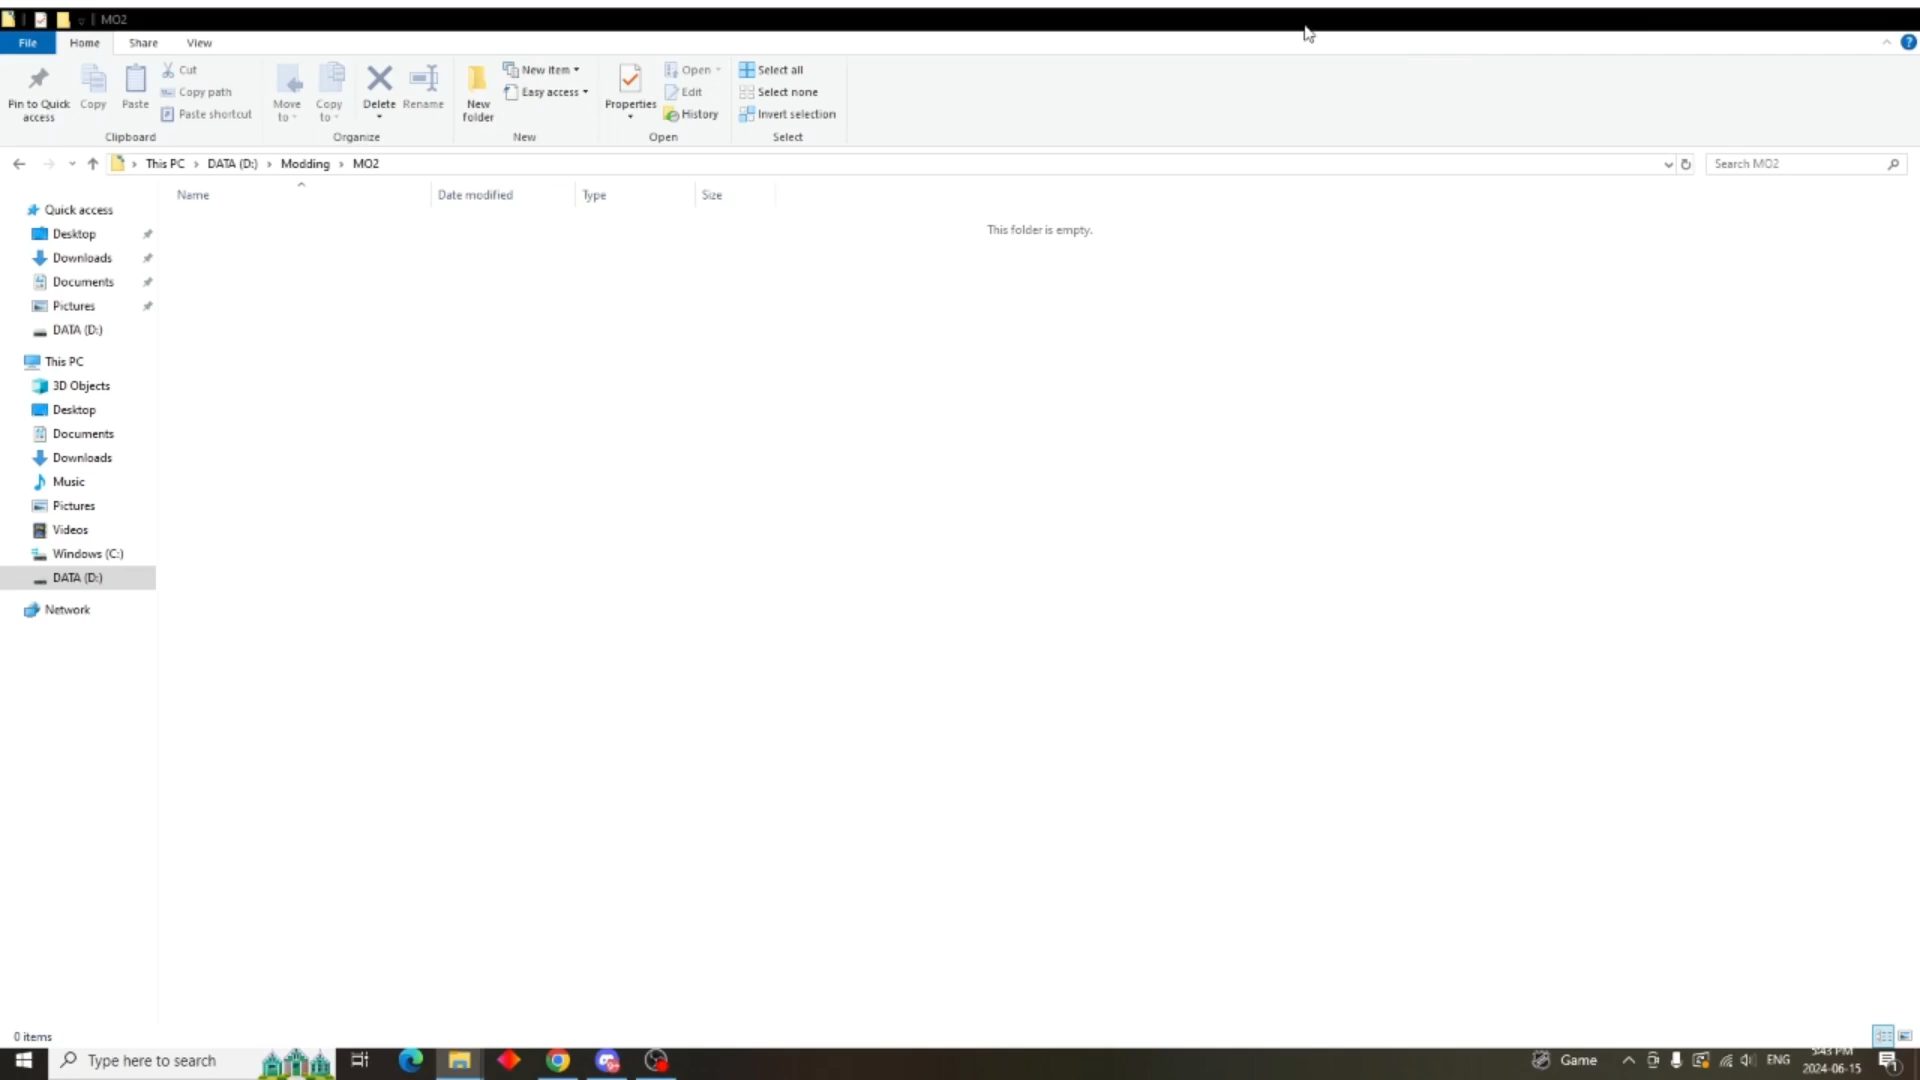 MO2
File Home Share View
Pin to Quick access
Copy
Paste
Cut
Copy path
Paste shortcut
Clipboard
Move to
Copy to
Delete
Rename
Organize
New folder
New item
Easy access
New
Properties
Open
Edit
History
Open
Select all
Select none
Invert selection
Select
This PC > DATA (D:) > Modding > MO2
Search MO2
Name Date modified Type Size
This folder is empty.
Quick access
Desktop
Downloads
Documents
Pictures
DATA (D:)
This PC
3D Objects
Desktop
Documents
Downloads
Music
Pictures
Videos
Windows (C:)
DATA (D:)
Network
0 items
Type here to search
Game
ENG
5:43 PM
2024-06-15
1